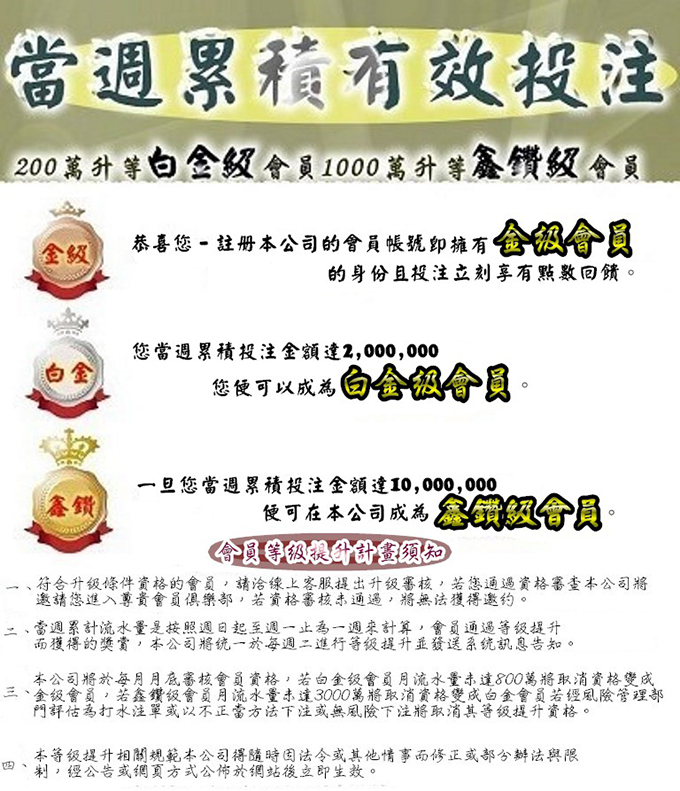 當週累積有效投注
200萬升等白金級會員1000萬升等鑫鑽級會員
金級
恭喜您-註冊本公司的會員帳號即擁有金級會員
的身份且投注立刻享有點數回饋。
白金
您當週累積投注金額達2,000,000
您便可以成為白金級會員。
鑫鑽
一旦您當週累積投注金額達10,000,000
便可在本公司成為鑫鑽級會員。
會員等級提升計畫須知
一、符合升級條件資格的會員,請洽線上客服提出升級審核,若您通過資格審查本公司將
邀請您進入尊貴會員俱樂部,若資格審核未通過,將無法獲得邀約。
二、當週累計流水量是按照週日起至週一止為一週來計算,會員通過等級提升
而獲得的獎賞,本公司將統一於每週二進行等級提升並發送系統訊息告知。
本公司將於每月月底審核會員資格,若白金級會員月流水量未達800萬將取消資格變成
三、金級會員,若鑫鑽級會員月流水量未達3000萬將取消資格變成白金會員若經風險管理部
門評估為打水注單或以不正當方法下注或無風險下注將取消其等級提升資格。
四、本等級提升相關規範本公司得隨時因法令或其他情事而修正或部分辦法與限
制,經公告或網頁方式公佈於網站後立即生效。